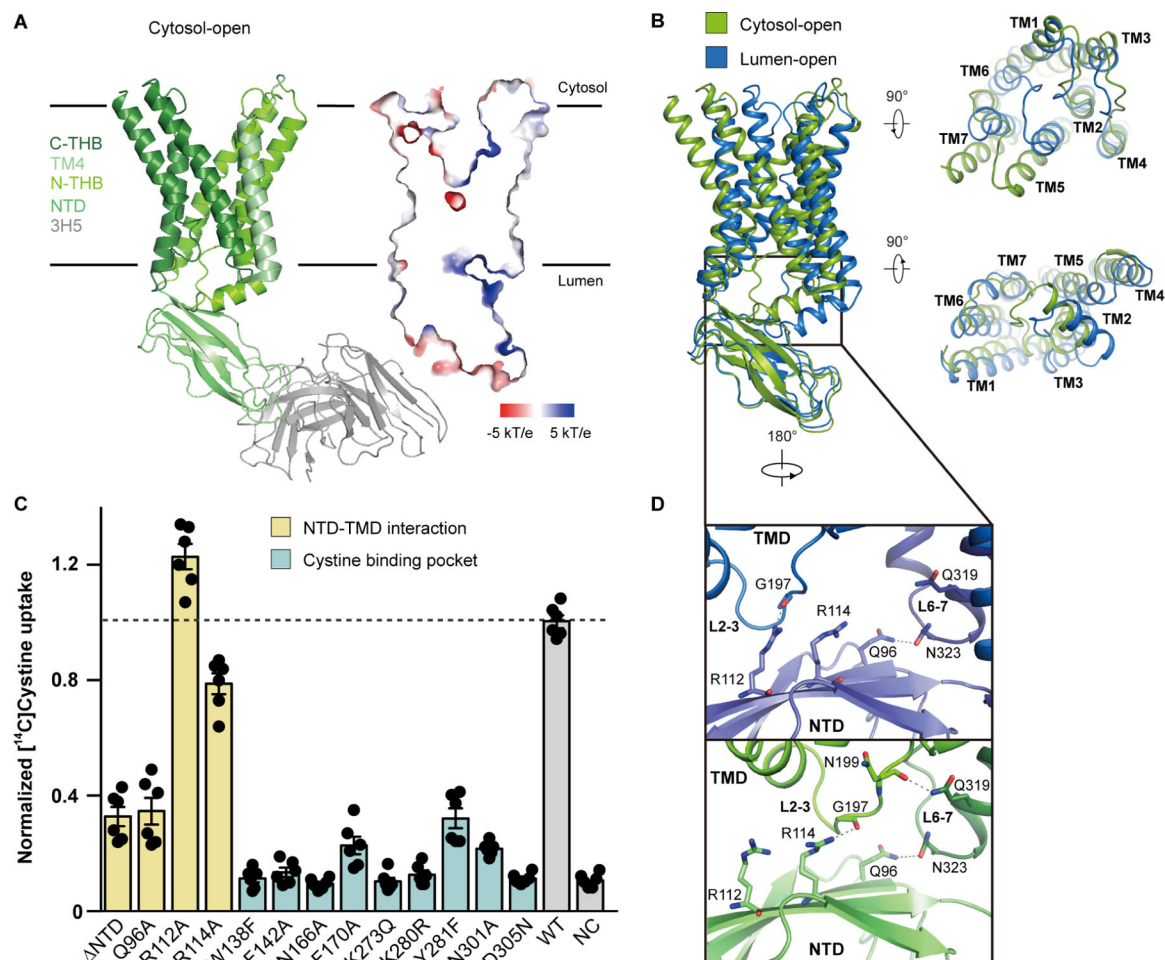 A
Cytosol-open
Cytosol
C-THB
TM4
N-THB
NTD
3H5
Lumen
-5 kT/e 5 kT/e
B
Cytosol-open
Lumen-open
90°
TM1
TM3
TM6
TM7
TM2
TM4
TM5
90°
TM7
TM5
TM4
TM6
TM2
TM1
TM3
180°
C
NTD-TMD interaction
Cystine binding pocket
Normalized [¹⁴C]Cystine uptake
1.2
0.8
0.4
0
ΔNTD
Q96A
R112A
R114A
W138F
F142A
N166A
F170A
K273Q
K280R
Y281F
N301A
D305N
WT
NC
D
TMD
G197
Q319
R114
L2-3
L6-7
Q96
N323
R112
NTD
N199
TMD
Q319
L2-3
G197
L6-7
R114
Q96
N323
R112
NTD